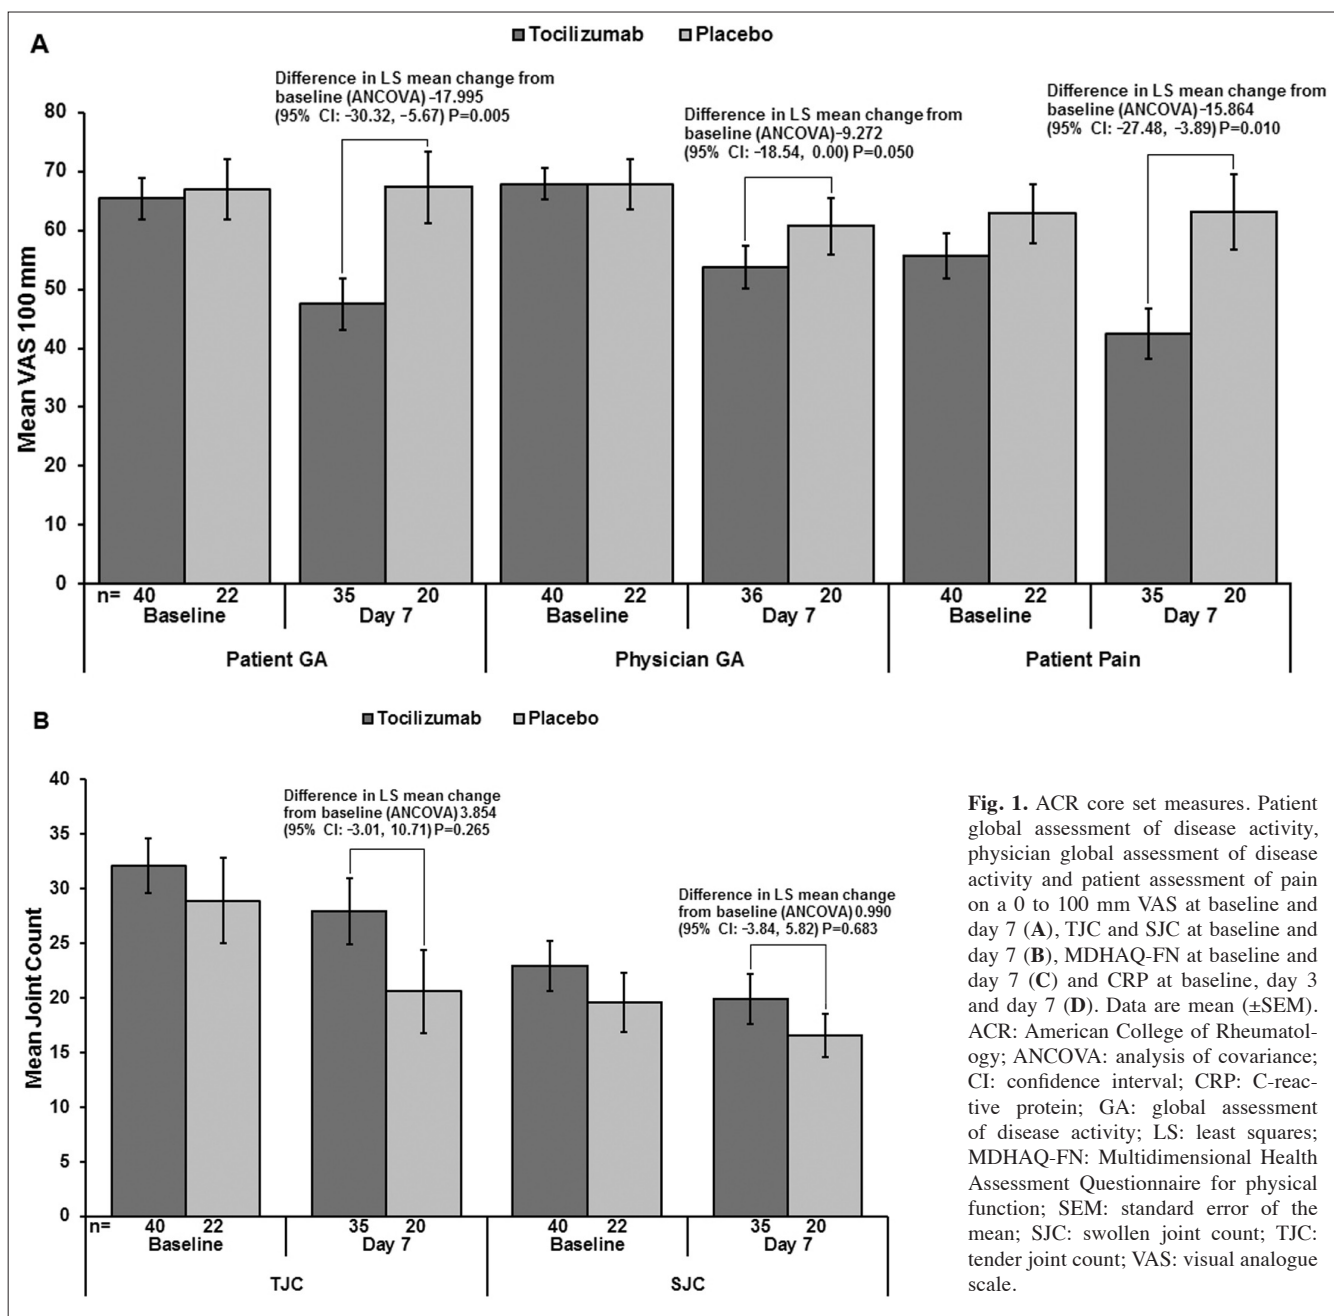 A
Tocilizumab Placebo
Difference in LS mean change from
baseline (ANCOVA) -17.995
(95% CI: -30.32, -5.67) P=0.005
Difference in LS mean change from
baseline (ANCOVA)-9.272
(95% CI: -18.54, 0.00) P=0.050
Difference in LS mean change from
baseline (ANCOVA) -15.864
(95% CI: -27.48, -3.89) P=0.010
Mean VAS 100 mm
80
70
60
50
40
30
20
10
0
n= 40 22 35 20 40 22 36 20 40 22 35 20
Baseline Day 7 Baseline Day 7 Baseline Day 7
Patient GA Physician GA Patient Pain
B
Tocilizumab Placebo
Difference in LS mean change
from baseline (ANCOVA) 3.854
(95% CI: -3.01, 10.71) P=0.265
Difference in LS mean change
from baseline (ANCOVA) 0.990
(95% CI: -3.84, 5.82) P=0.683
Mean Joint Count
40
35
30
25
20
15
10
5
0
n= 40 22 35 20 40 22 35 20
Baseline Day 7 Baseline Day 7
TJC SJC
Fig. 1. ACR core set measures. Patient
global assessment of disease activity,
physician global assessment of disease
activity and patient assessment of pain
on a 0 to 100 mm VAS at baseline and
day 7 (A), TJC and SJC at baseline and
day 7 (B), MDHAQ-FN at baseline and
day 7 (C) and CRP at baseline, day 3
and day 7 (D). Data are mean (±SEM).
ACR: American College of Rheumatol-
ogy; ANCOVA: analysis of covariance;
CI: confidence interval; CRP: C-reac-
tive protein; GA: global assessment
of disease activity; LS: least squares;
MDHAQ-FN: Multidimensional Health
Assessment Questionnaire for physical
function; SEM: standard error of the
mean; SJC: swollen joint count; TJC:
tender joint count; VAS: visual analogue
scale.